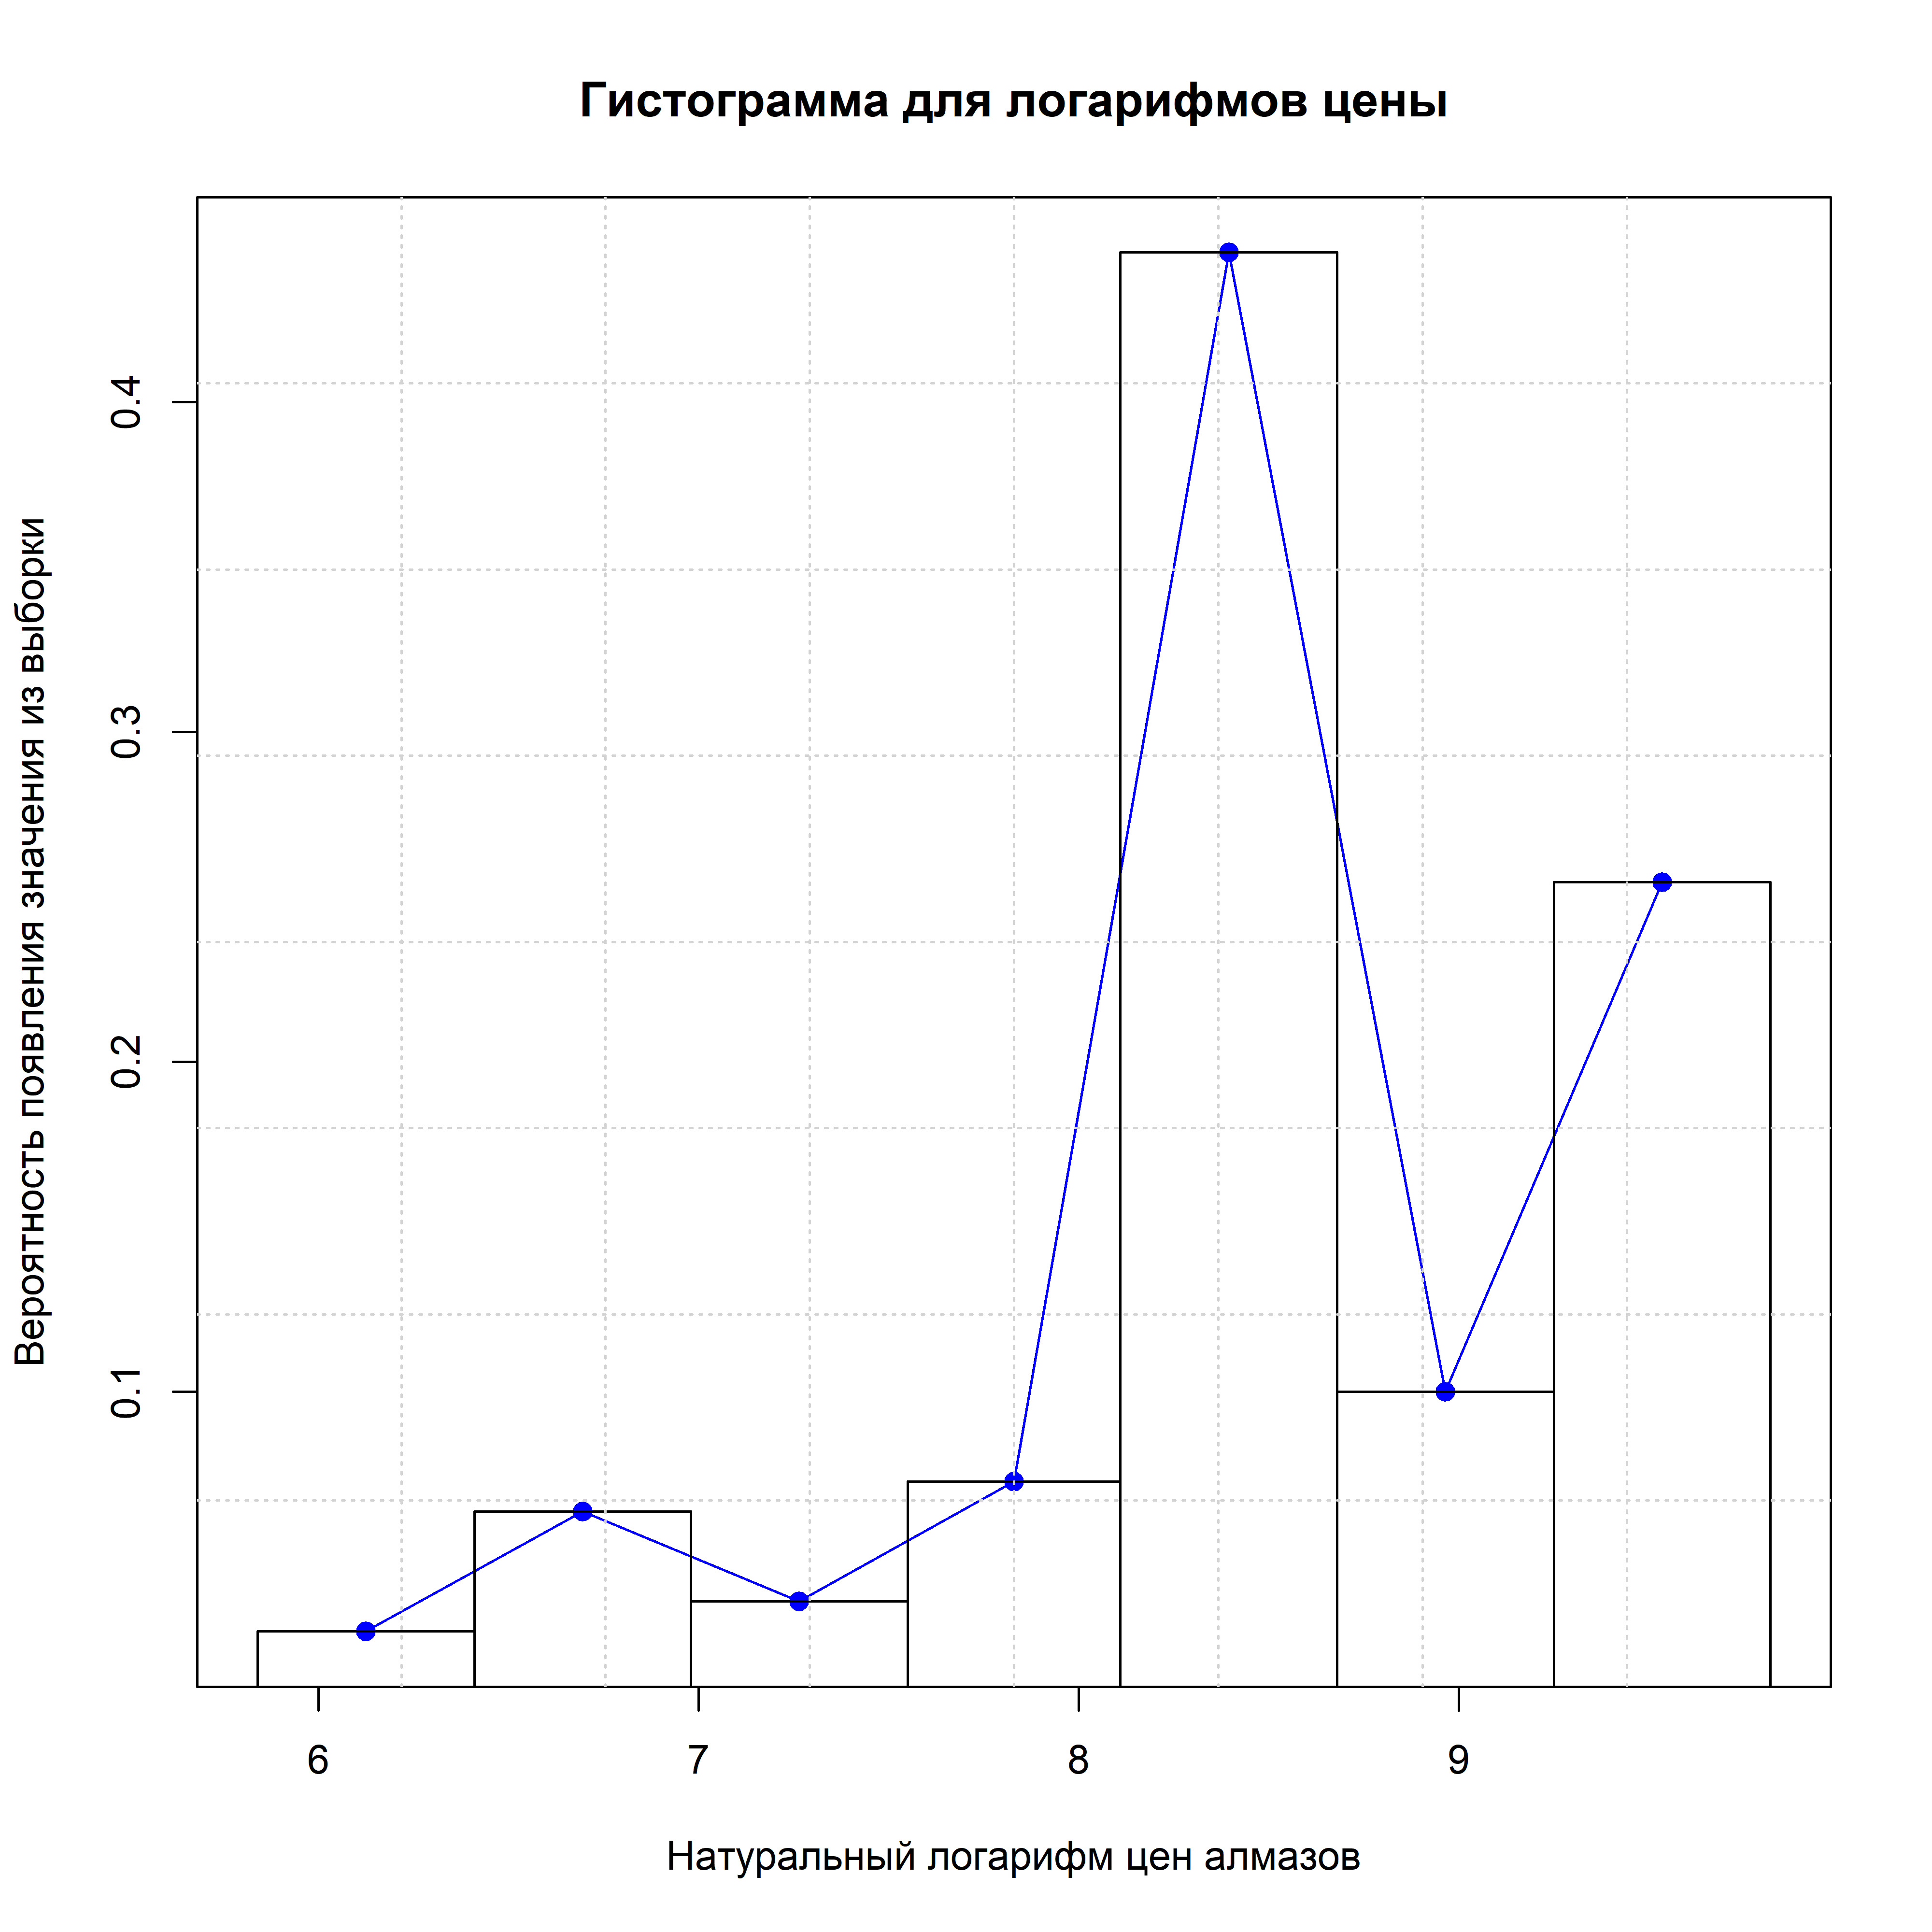 Гистограмма для логарифмов цены
Вероятность появления значения из выборки
0.4
0.3
0.2
0.1
6 7 8 9
Натуральный логарифм цен алмазов